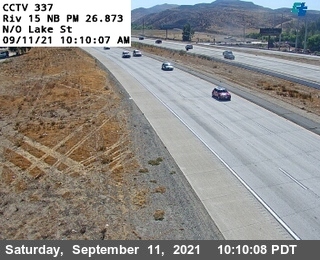 CCTV 337
Riv 15 NB PM 26.873
N/O Lake St
09/11/21 10:10:07 AM
Saturday, September 11, 2021 10:10:08 PDT